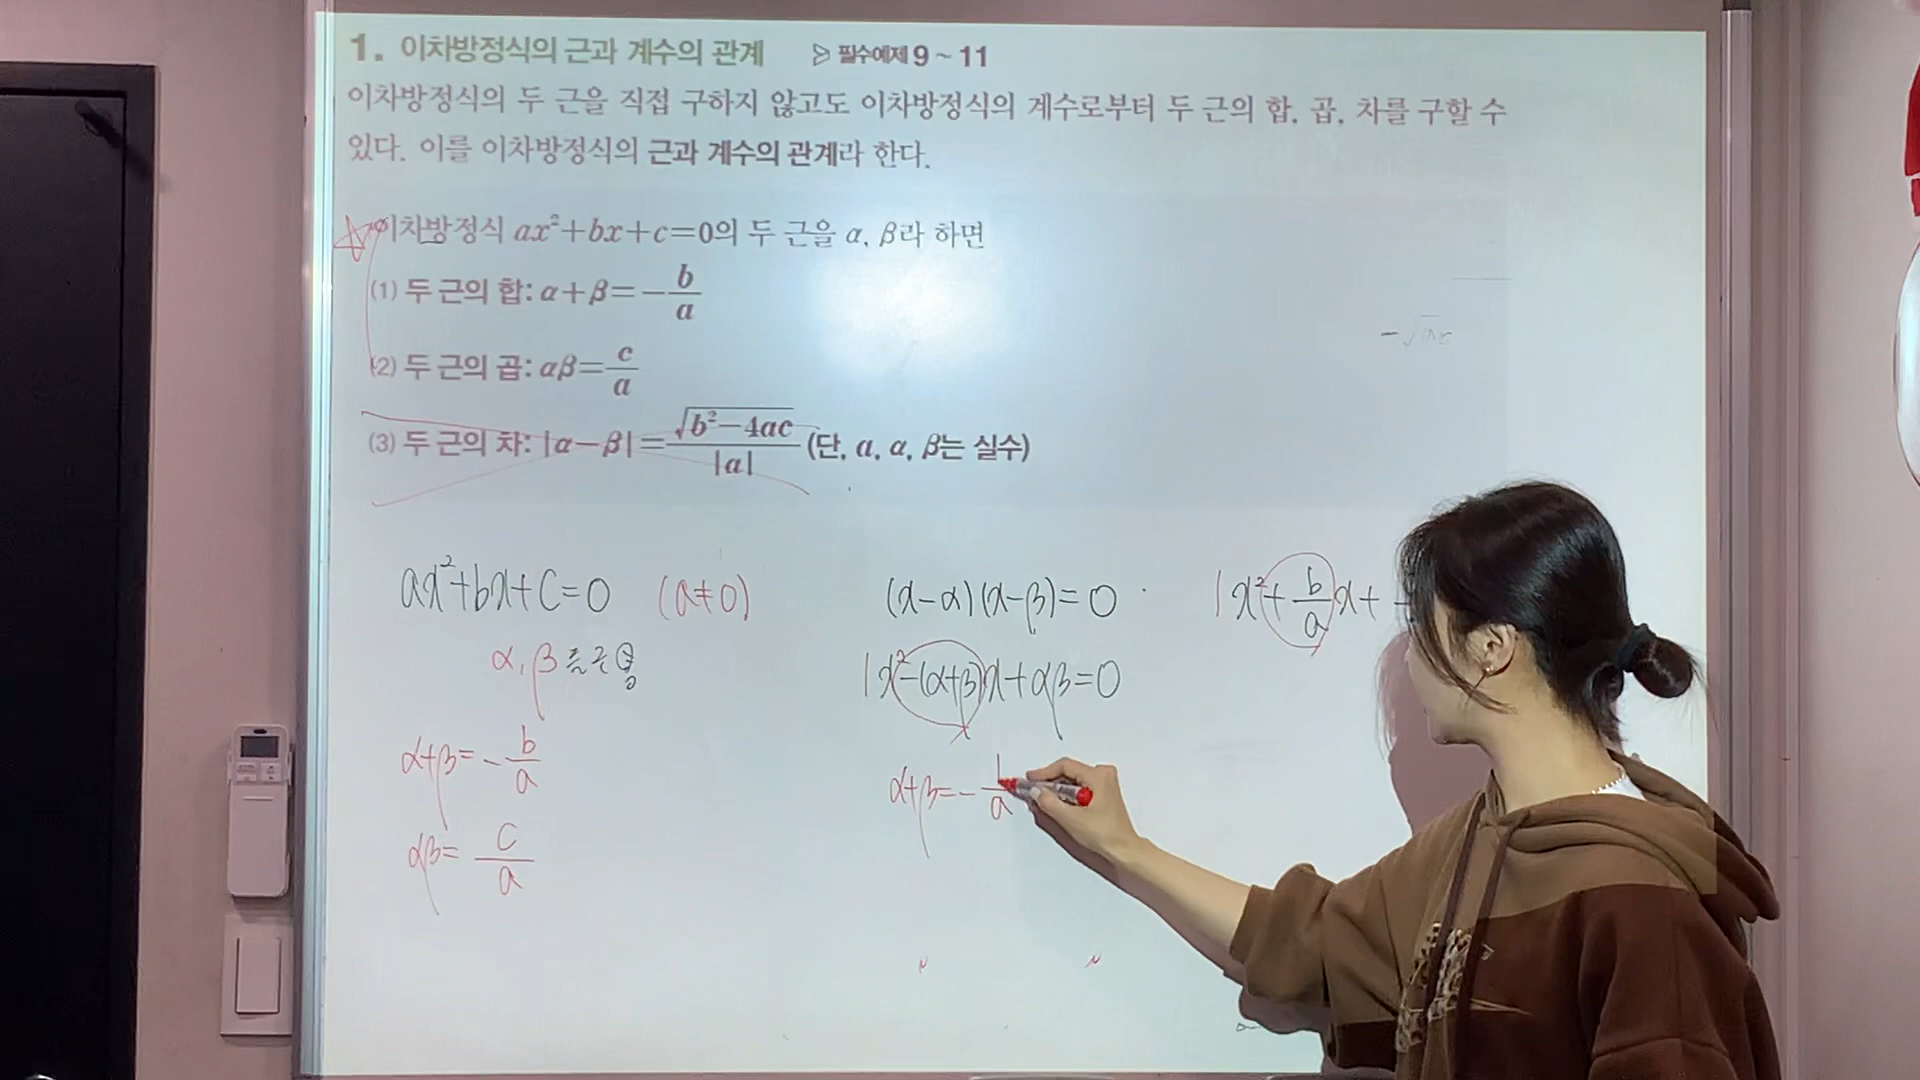 1. 이차방정식의 근과 계수의 관계 ▷ 필수예제 9 ~ 11
이차방정식의 두 근을 직접 구하지 않고도 이차방정식의 계수로부터 두 근의 합, 곱, 차를 구할 수
있다. 이를 이차방정식의 근과 계수의 관계라 한다.
이차방정식 ax²+bx+c=0의 두 근을 α, β라 하면
(1) 두 근의 합: α+β=-b/a
(2) 두 근의 곱: αβ=c/a
(3) 두 근의 차: |α-β|=√(b²-4ac)/|a| (단, a, α, β는 실수)
ax²+bx+c=0 (a≠0)
α, β
α+β=-b/a
αβ=c/a
(x-α)(x-β)=0
1x²-(α+β)x+αβ=0
α+β=-b/a
1x²+b/a x+